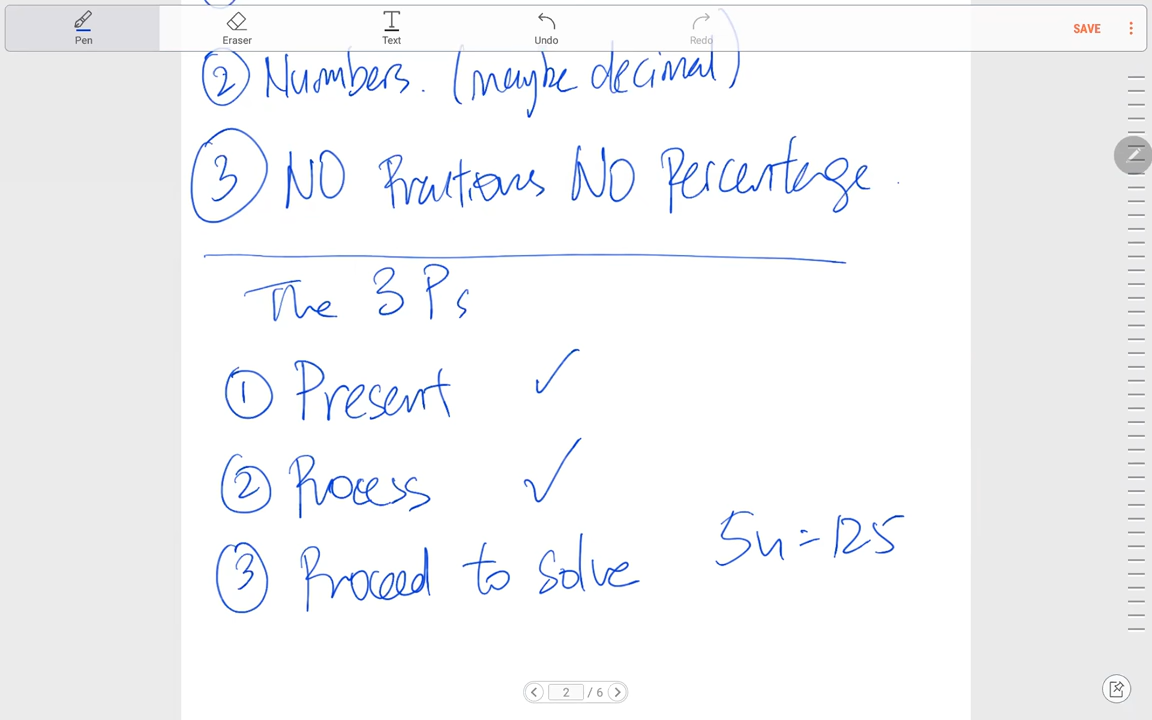 Pen Eraser Text Undo Redo SAVE
② Numbers. (maybe decimal)
③ NO Fractions NO Percentage.
The 3 Ps
① Present ✓
② Process ✓
③ Proceed to solve
5u = 125
2 / 6